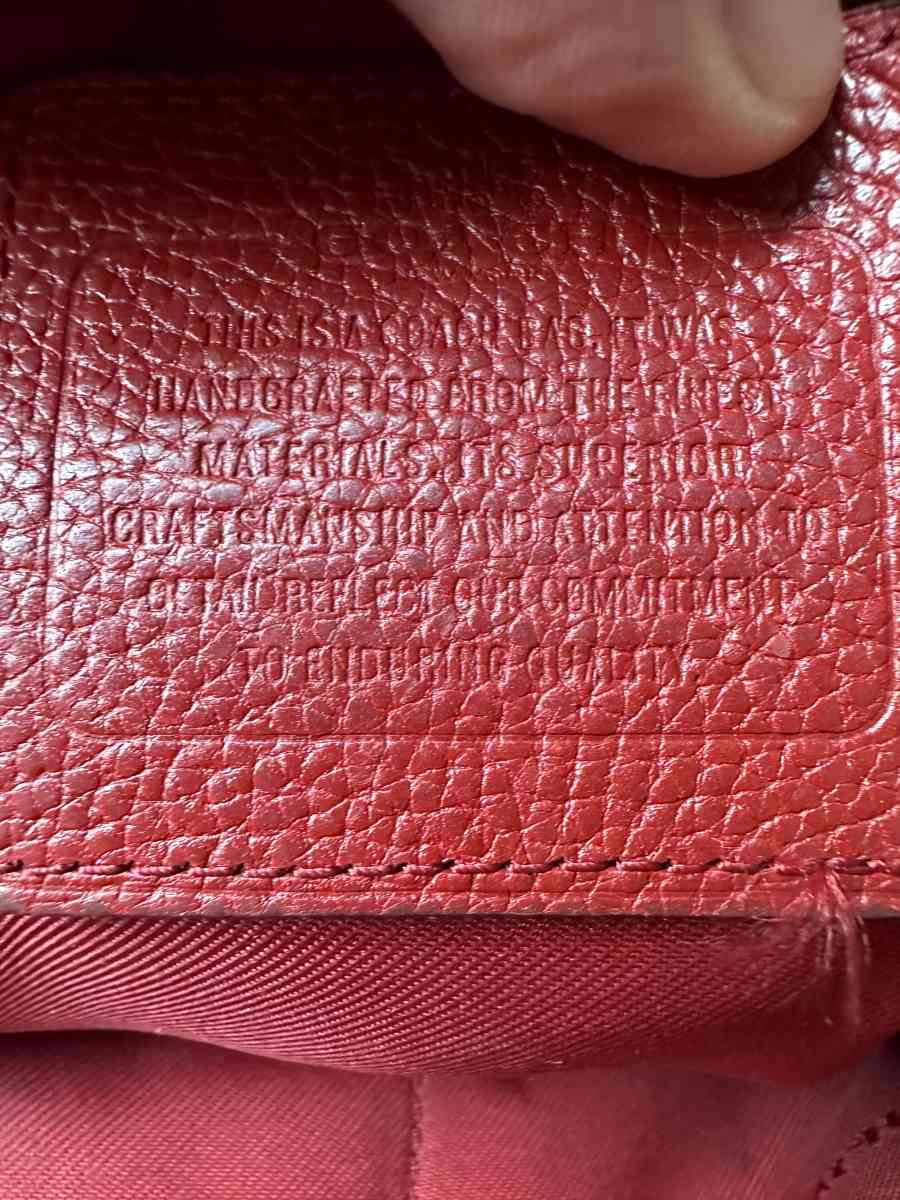 THIS IS A COACH BAG. IT WAS
HANDCRAFTED FROM THE FINEST
MATERIALS. ITS SUPERIOR
CRAFTSMANSHIP AND ATTENTION TO
DETAIL REFLECT OUR COMMITMENT
TO ENDURING QUALITY.